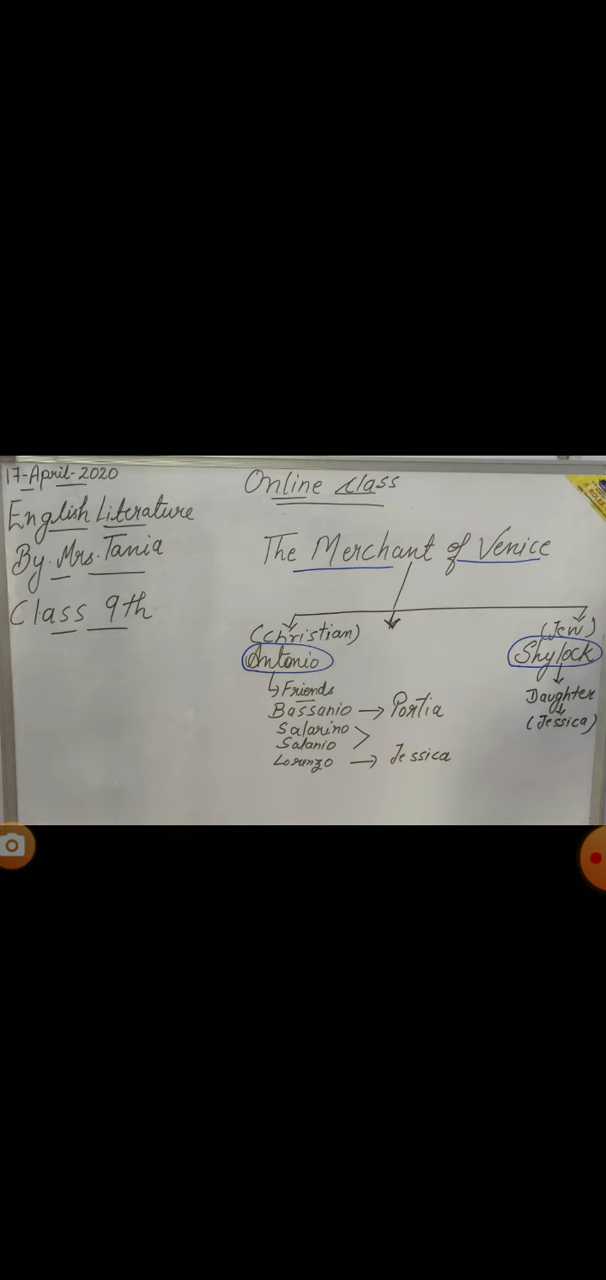 17-April-2020
English Literature
By. Mrs. Tania
Class 9th
Online class
The Merchant of Venice
(Christian)
Antonio
Friends
Bassanio → Portia
Salarino
Salanio
Lorenzo → Jessica
(Jew)
Shylock
Daughter
(Jessica)